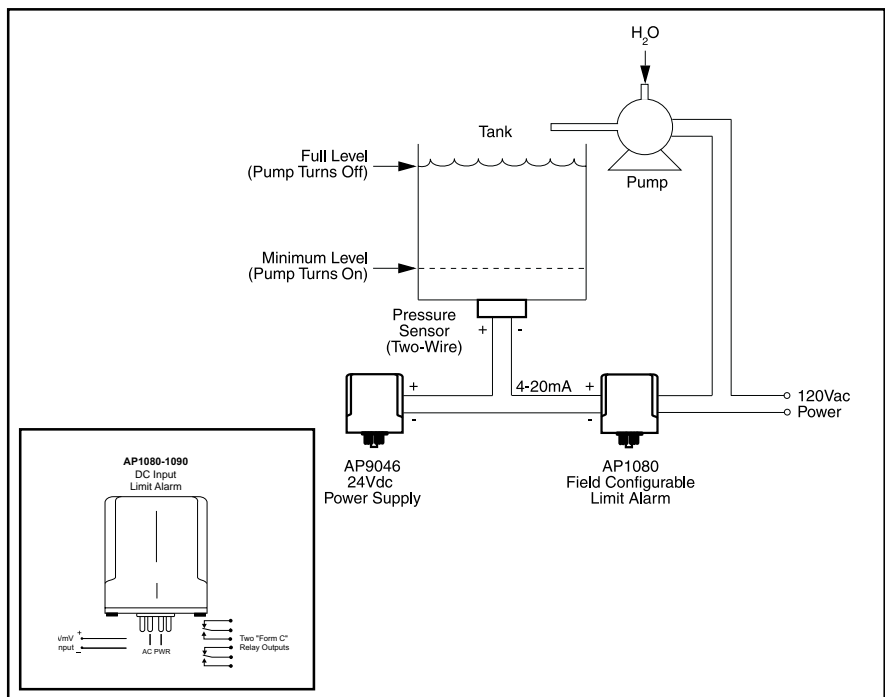 H2O
Tank
Full Level
(Pump Turns Off)
Pump
Minimum Level
(Pump Turns On)
Pressure
Sensor
(Two-Wire)
+ -
+ 4-20mA +
- -
120Vac
Power
AP9046
24Vdc
Power Supply
AP1080
Field Configurable
Limit Alarm
AP1080-1090
DC Input
Limit Alarm
+
-
AC PWR
Two "Form C"
Relay Outputs